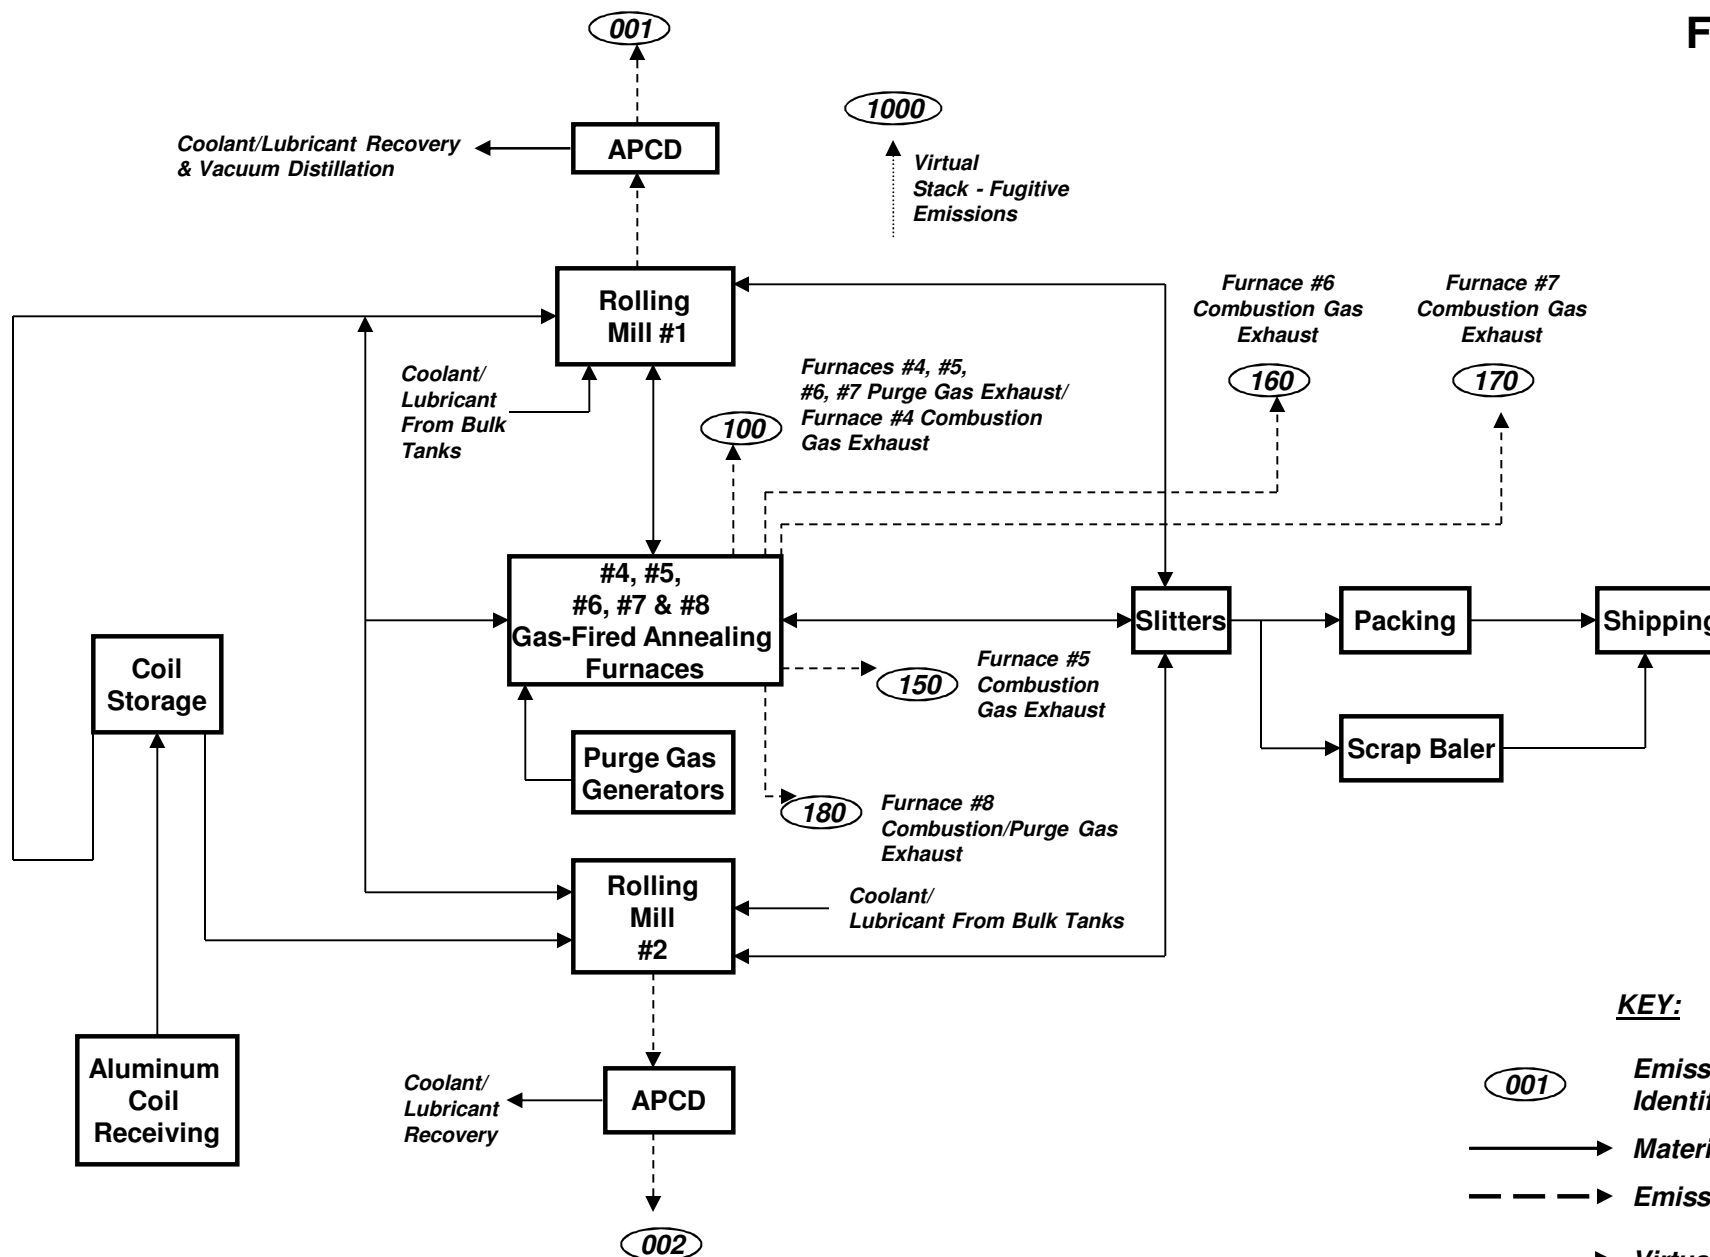 F
001
APCD
Coolant/Lubricant Recovery
& Vacuum Distillation
1000
Virtual
Stack - Fugitive
Emissions
Rolling
Mill #1
Furnace #6
Combustion Gas
Exhaust
160
Furnace #7
Combustion Gas
Exhaust
170
Coolant/
Lubricant
From Bulk
Tanks
100
Furnaces #4, #5,
#6, #7 Purge Gas Exhaust/
Furnace #4 Combustion
Gas Exhaust
#4, #5,
#6, #7 & #8
Gas-Fired Annealing
Furnaces
Slitters
Packing
Shipping
Coil
Storage
150
Furnace #5
Combustion
Gas Exhaust
Scrap Baler
Purge Gas
Generators
180
Furnace #8
Combustion/Purge Gas
Exhaust
Rolling
Mill
#2
Coolant/
Lubricant From Bulk Tanks
Aluminum
Coil
Receiving
Coolant/
Lubricant
Recovery
APCD
002
KEY:
001
Emiss
Identif
Materi
Emiss